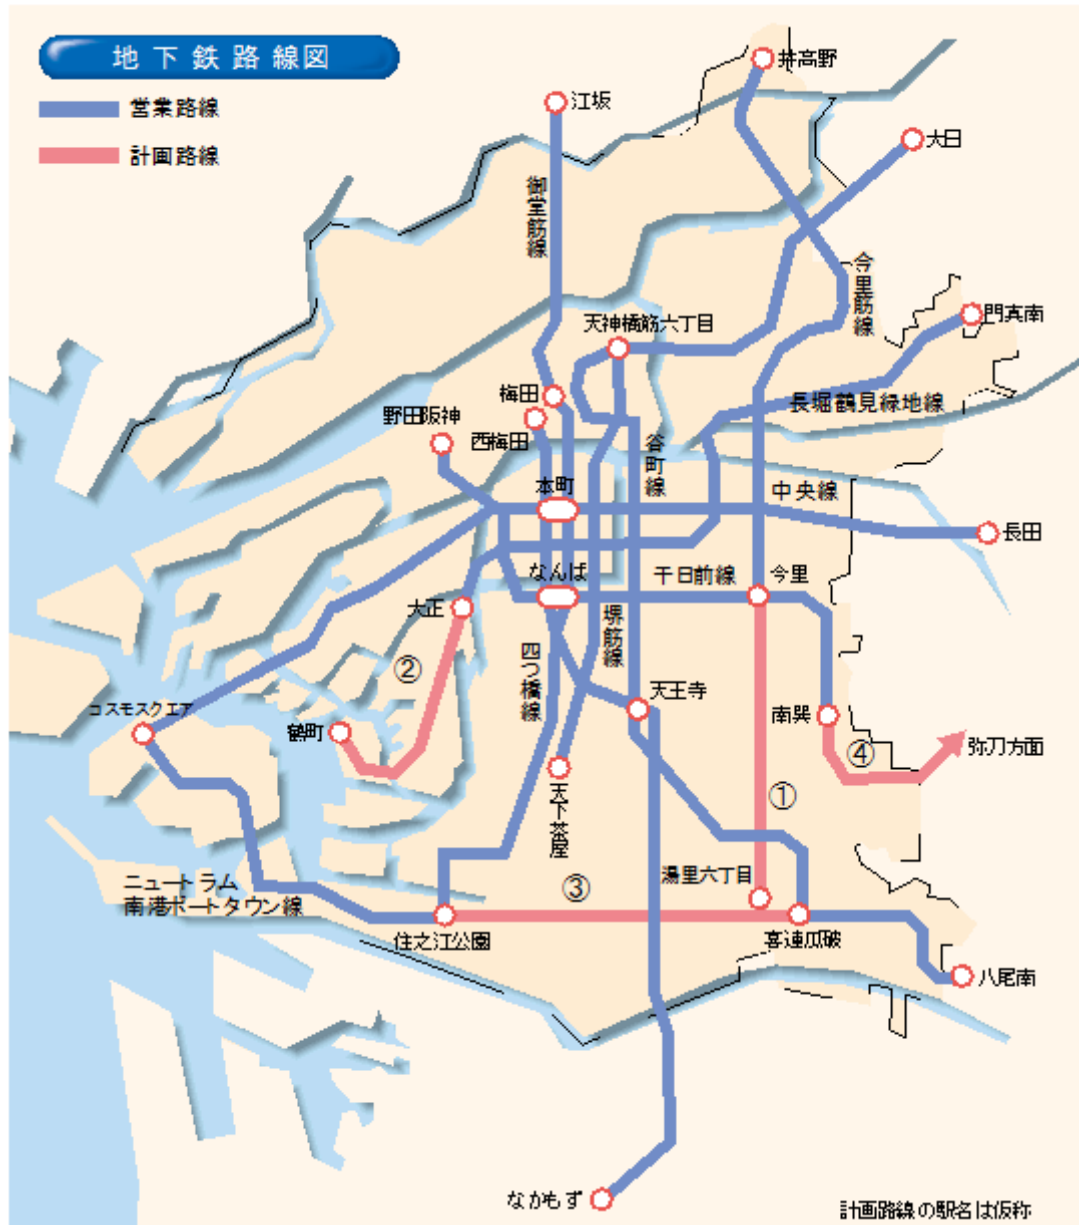 地下鉄路線図
営業路線
計画路線
井高野
江坂
大日
御堂筋線
今里筋線
門真南
天神橋筋六丁目
梅田
長堀鶴見緑地線
野田阪神
西梅田
谷町線
本町
中央線
長田
なんば
千日前線
今里
大正
堺筋線
四つ橋線
②
天王寺
南巽
コスモスクエア
鶴町
④
弥刀方面
①
天下茶屋
湯里六丁目
③
ニュートラム
南港ポートタウン線
住之江公園
喜連瓜破
八尾南
なかもず
計画路線の駅名は仮称